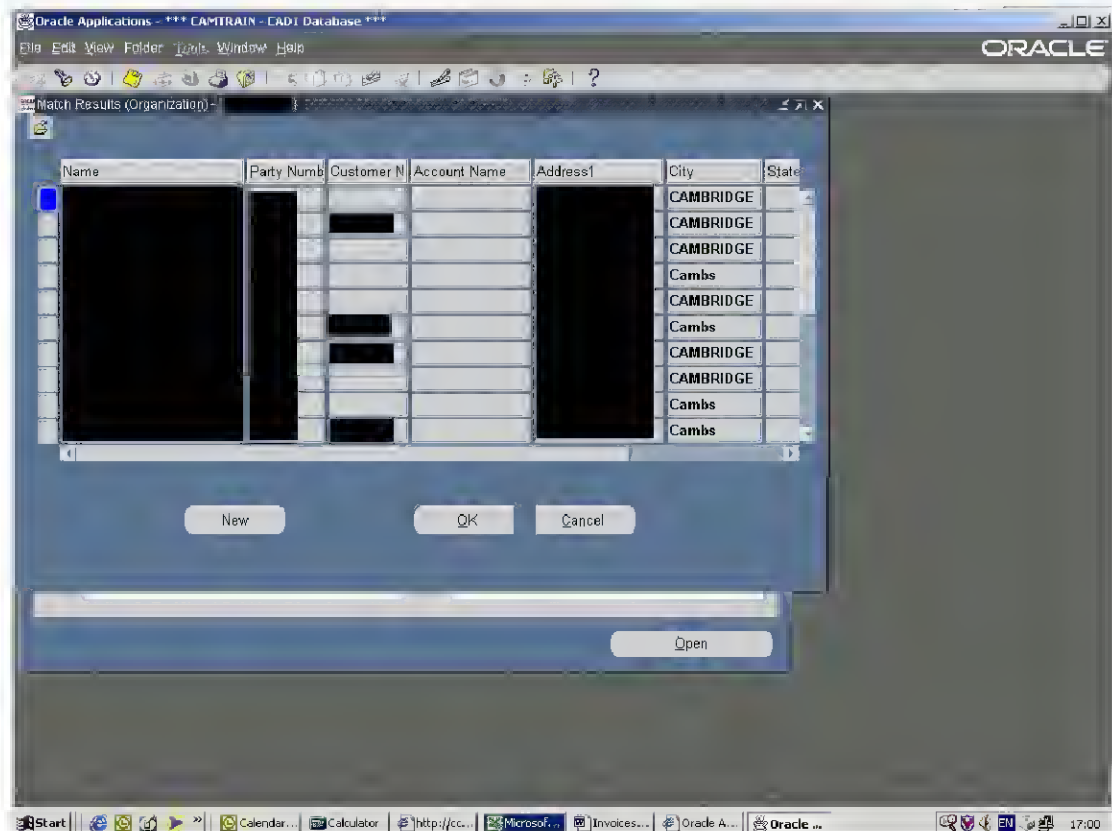 Oracle Applications - *** CAMTRAIN - CAD1 Database ***
File Edit View Folder Tools Window Help
ORACLE
?
Match Results (Organization) -
Name Party Numb Customer N Account Name Address1 City State
CAMBRIDGE
CAMBRIDGE
CAMBRIDGE
Cambs
CAMBRIDGE
Cambs
CAMBRIDGE
CAMBRIDGE
Cambs
Cambs
New OK Cancel
Open
Start » Calendar... Calculator http://cc... Microsof... Invoices... Oracle A... Oracle ... EN 17:00